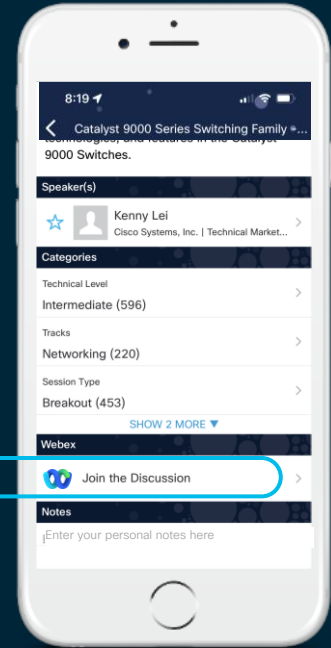 8:19
Catalyst 9000 Series Switching Family -...
technologies, and features in the Catalyst
9000 Switches.
Speaker(s)
Kenny Lei
Cisco Systems, Inc. | Technical Market...
Categories
Technical Level
Intermediate (596)
Tracks
Networking (220)
Session Type
Breakout (453)
SHOW 2 MORE ▼
Webex
Join the Discussion
Notes
Enter your personal notes here